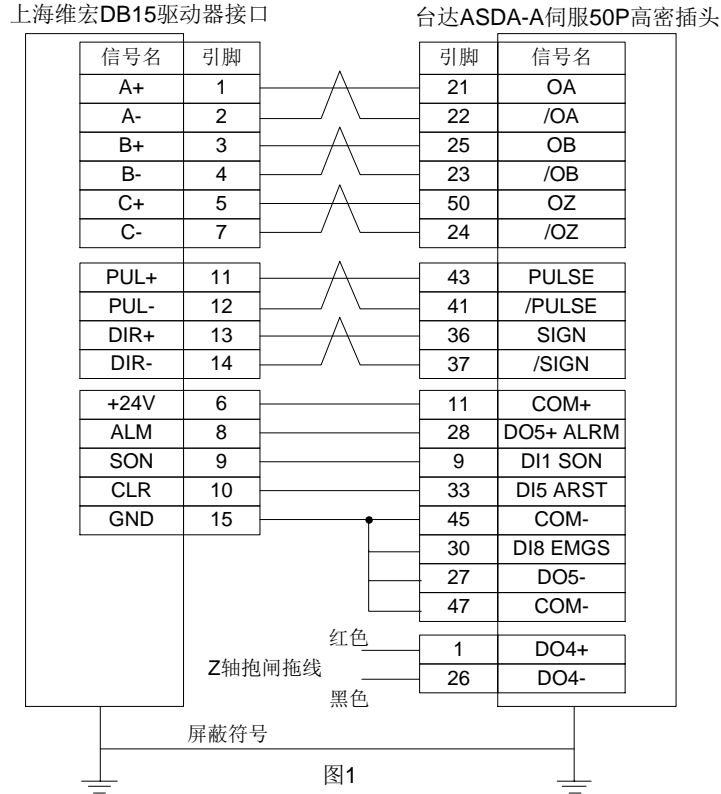 上海维宏DB15驱动器接口 台达ASDA-A伺服50P高密插头
信号名 引脚 引脚 信号名
A+ 1 21 OA
A- 2 22 /OA
B+ 3 25 OB
B- 4 23 /OB
C+ 5 50 OZ
C- 7 24 /OZ
PUL+ 11 43 PULSE
PUL- 12 41 /PULSE
DIR+ 13 36 SIGN
DIR- 14 37 /SIGN
+24V 6 11 COM+
ALM 8 28 DO5+ ALRM
SON 9 9 DI1 SON
CLR 10 33 DI5 ARST
GND 15 45 COM-
30 DI8 EMGS
27 DO5-
47 COM-
红色 1 DO4+
Z轴抱闸拖线
黑色 26 DO4-
屏蔽符号
图1